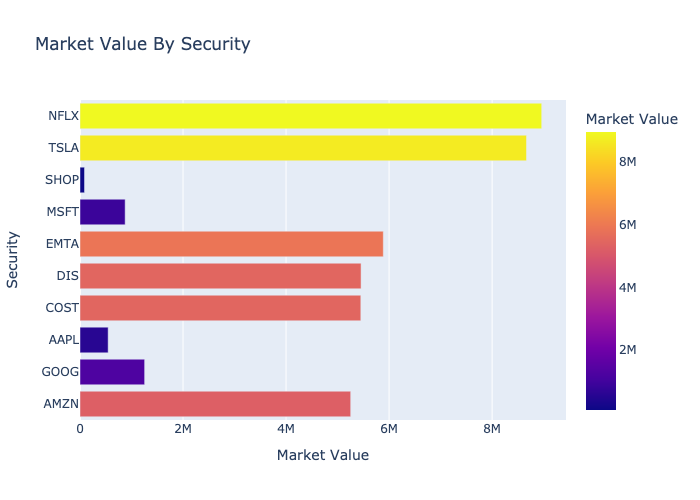 Market Value By Security
NFLX
TSLA
SHOP
MSFT
EMTA
DIS
COST
AAPL
GOOG
AMZN
Security
0 2M 4M 6M 8M
Market Value
Market Value
8M
6M
4M
2M